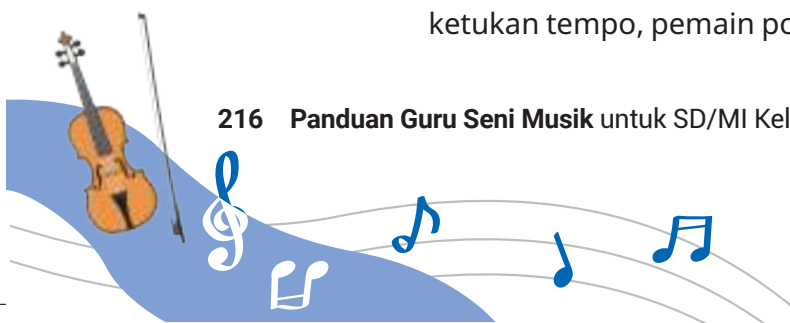 ketukan tempo, pemain
216 Panduan Guru Seni Musik untuk SD/MI